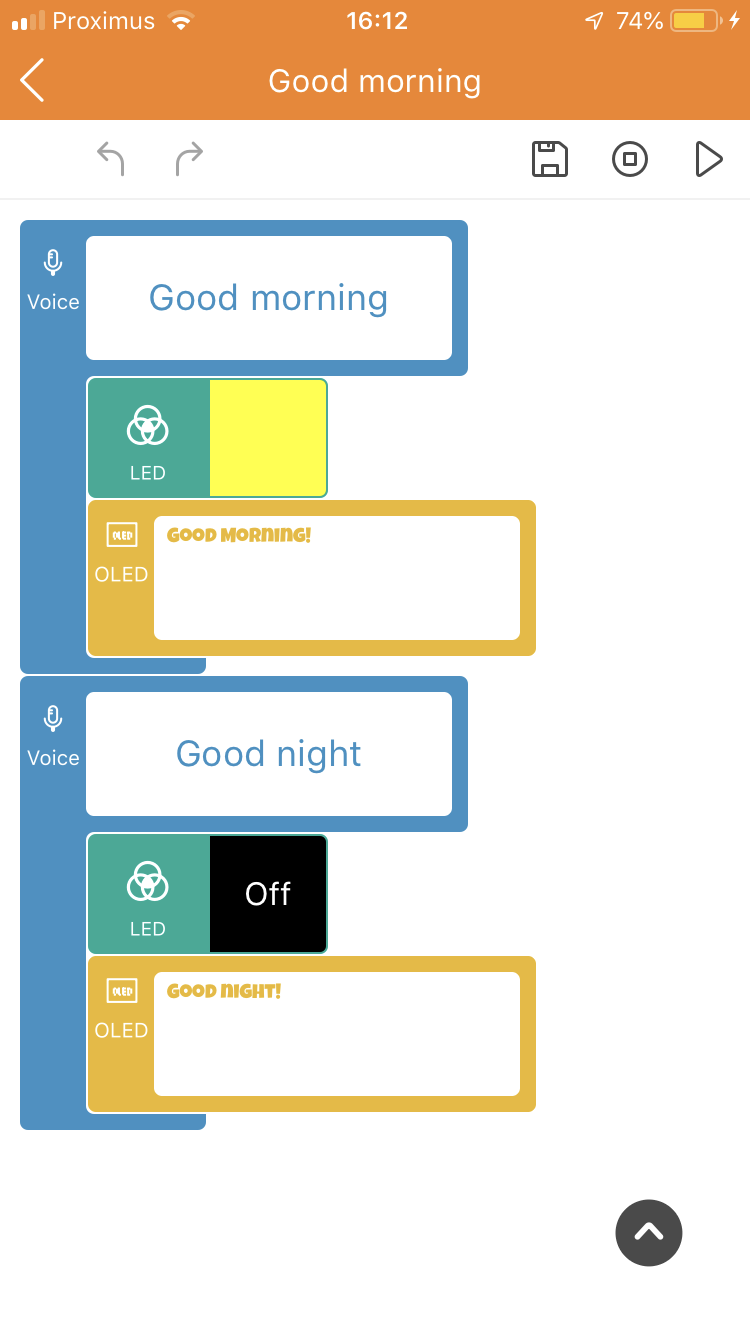 Proximus 16:12 74%
Good morning
Voice
Good morning
LED
OLED
OLED
GOOD MORNING!
Voice
Good night
LED
Off
OLED
OLED
GOOD NIGHT!